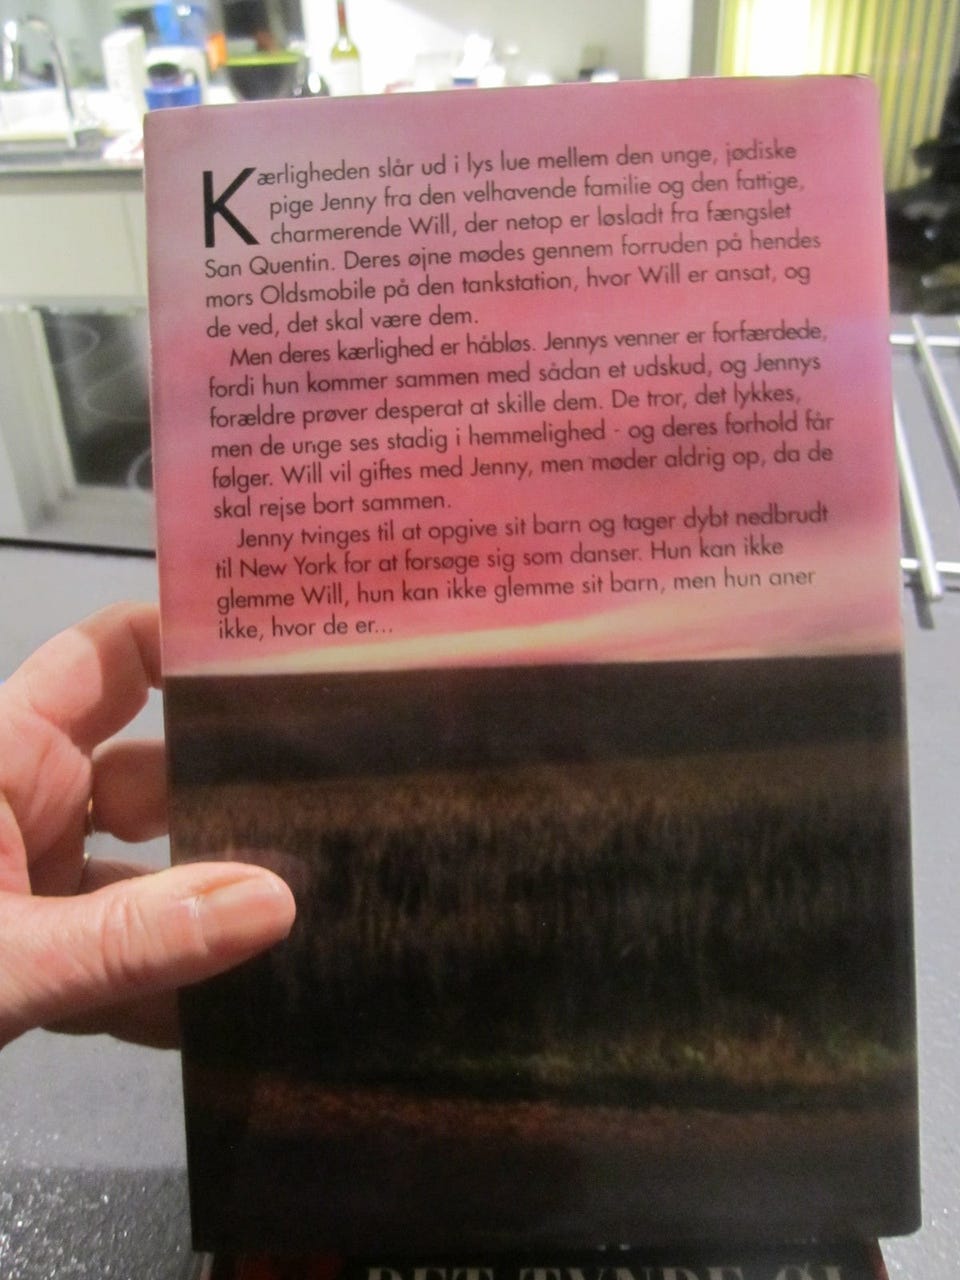 Kærligheden slår ud i lys lue mellem den unge, jødiske
pige Jenny fra den velhavende familie og den fattige,
charmerende Will, der netop er løsladt fra fængslet
San Quentin. Deres øjne mødes gennem forruden på hendes
mors Oldsmobile på den tankstation, hvor Will er ansat, og
de ved, det skal være dem.
Men deres kærlighed er håbløs. Jennys venner er forfærdede,
fordi hun kommer sammen med sådan et udskud, og Jennys
forældre prøver desperat at skille dem. De tror, det lykkes,
men de unge ses stadig i hemmelighed - og deres forhold får
følger. Will vil giftes med Jenny, men møder aldrig op, da de
skal rejse bort sammen.
Jenny tvinges til at opgive sit barn og tager dybt nedbrudt
til New York for at forsøge sig som danser. Hun kan ikke
glemme Will, hun kan ikke glemme sit barn, men hun aner
ikke, hvor de er...
DET TYNDE